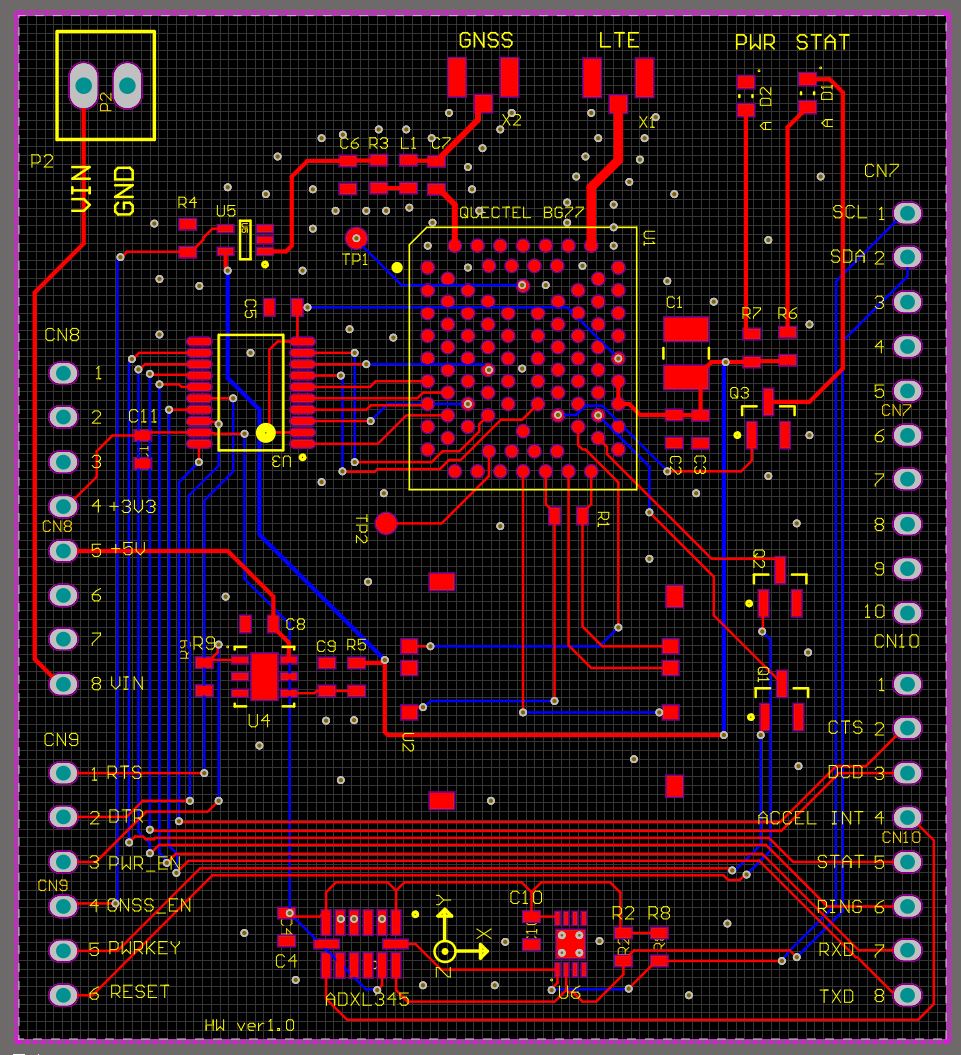 GNSS
LTE
PWR STAT
P2
D2
D1
A
A
X2
X1
P2
VIN
GND
C6 R3 L1 C7
CN7
R4
U5
U5
QUECTEL BG77
U1
SCL 1
TP1
SDA 2
C5
C1
3
R7 R6
CN8
4
1
Q3
5
CN7
2
C11
6
3
U3
C2
C3
7
4 +3V3
CN8
TP2
R1
8
5 +5V
Q2
9
6
10
C8
7
R9
C9 R5
CN10
8 VIN
Q1
1
U4
U2
CTS 2
CN9
1 RTS
DCD 3
2 DTR
ACCEL INT 4
CN10
3 PWR_EN
STAT 5
CN9
4 GNSS_EN
Y
C10
RING 6
R2 R8
5 PWRKEY
X
RXD 7
C4
C4
Z
6 RESET
ADXL345
U6
TXD 8
HW ver1.0